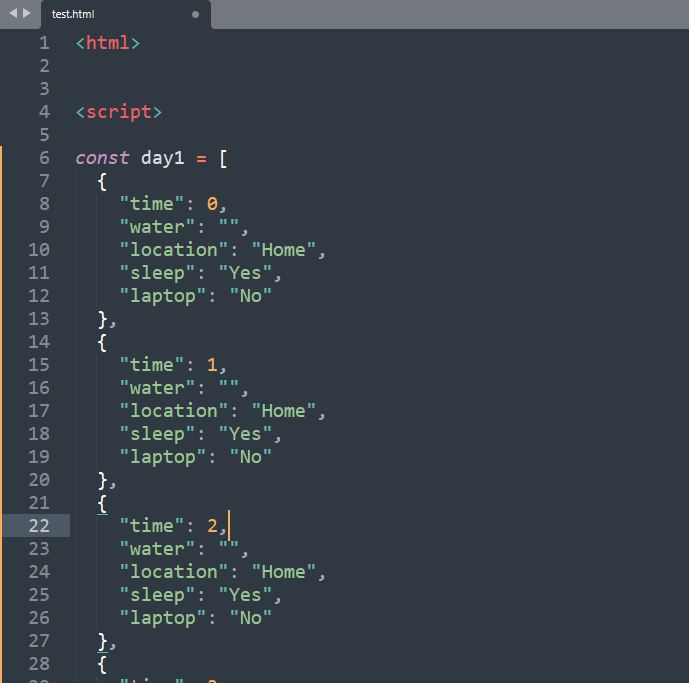 test.html
1 <html>
2
3
4 <script>
5
6 const day1 = [
7 {
8 "time": 0,
9 "water": "",
10 "location": "Home",
11 "sleep": "Yes",
12 "laptop": "No"
13 },
14 {
15 "time": 1,
16 "water": "",
17 "location": "Home",
18 "sleep": "Yes",
19 "laptop": "No"
20 },
21 {
22 "time": 2,
23 "water": "",
24 "location": "Home",
25 "sleep": "Yes",
26 "laptop": "No"
27 },
28 {